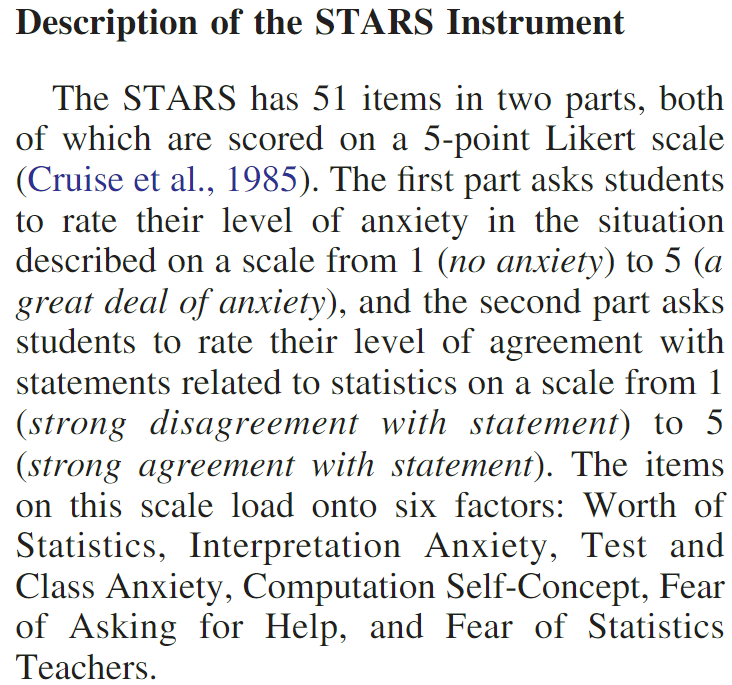 Description of the STARS Instrument
The STARS has 51 items in two parts, both
of which are scored on a 5-point Likert scale
(Cruise et al., 1985). The first part asks students
to rate their level of anxiety in the situation
described on a scale from 1 (no anxiety) to 5 (a
great deal of anxiety), and the second part asks
students to rate their level of agreement with
statements related to statistics on a scale from 1
(strong disagreement with statement) to 5
(strong agreement with statement). The items
on this scale load onto six factors: Worth of
Statistics, Interpretation Anxiety, Test and
Class Anxiety, Computation Self-Concept, Fear
of Asking for Help, and Fear of Statistics
Teachers.